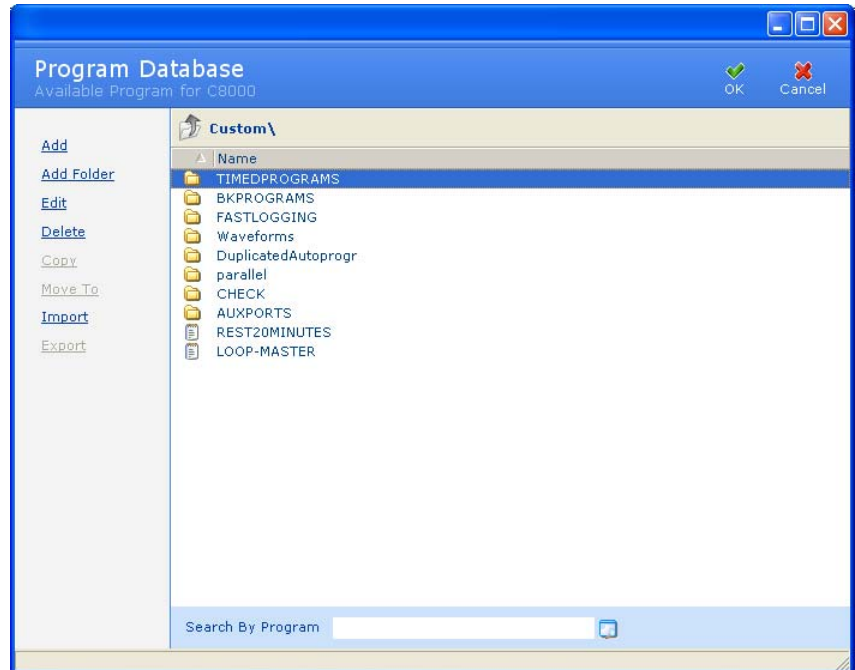 Program Database
Available Program for C8000
OK
Cancel
Add
Add Folder
Edit
Delete
Copy
Move To
Import
Export
Custom\
Name
TIMEDPROGRAMS
BKPROGRAMS
FASTLOGGING
Waveforms
DuplicatedAutoprogr
parallel
CHECK
AUXPORTS
REST20MINUTES
LOOP-MASTER
Search By Program